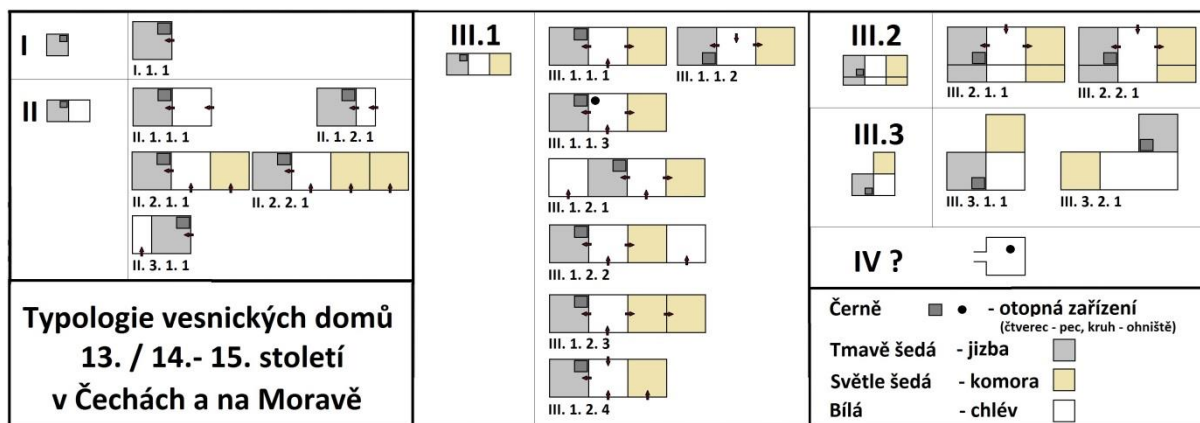 I
I. 1. 1
II
II. 1. 1. 1
II. 1. 2. 1
II. 2. 1. 1
II. 2. 2. 1
II. 3. 1. 1
Typologie vesnických domů
13. / 14.- 15. století
v Čechách a na Moravě
III.1
III. 1. 1. 1
III. 1. 1. 2
III. 1. 1. 3
III. 1. 2. 1
III. 1. 2. 2
III. 1. 2. 3
III. 1. 2. 4
III.2
III. 2. 1. 1
III. 2. 2. 1
III.3
III. 3. 1. 1
III. 3. 2. 1
IV ?
Černě - otopná zařízení
(čtverec - pec, kruh - ohniště)
Tmavě šedá - jizba
Světle šedá - komora
Bílá - chlév